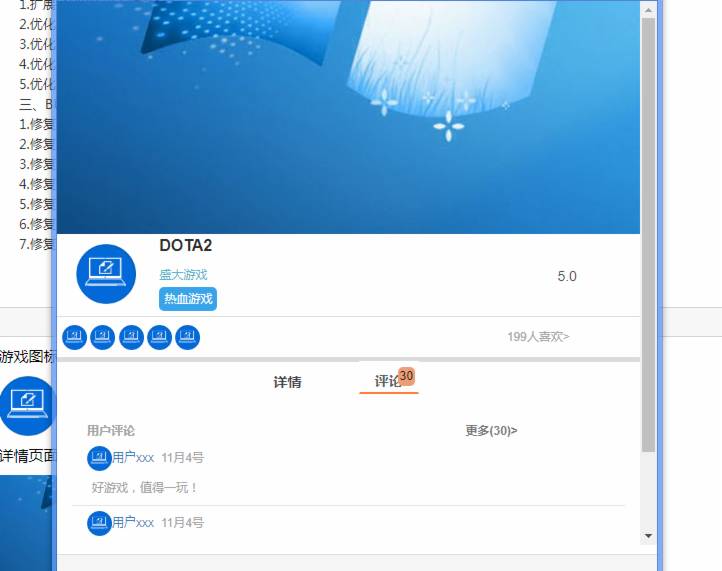 1.扩展
2.优化
3.优化
4.优化
5.优化
三、B
1.修复
2.修复
3.修复
4.修复
5.修复
6.修复
7.修复
游戏图标
详情页面
DOTA2
盛大游戏
5.0
热血游戏
199人喜欢>
详情 评论 30
用户评论 更多(30)>
用户xxx 11月4号
好游戏，值得一玩！
用户xxx 11月4号